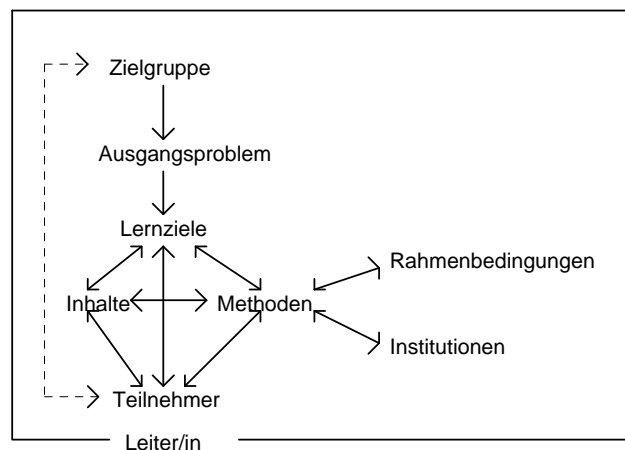 Zielgruppe
Ausgangsproblem
Lernziele
Rahmenbedingungen
Inhalte
Methoden
Institutionen
Teilnehmer
Leiter/in